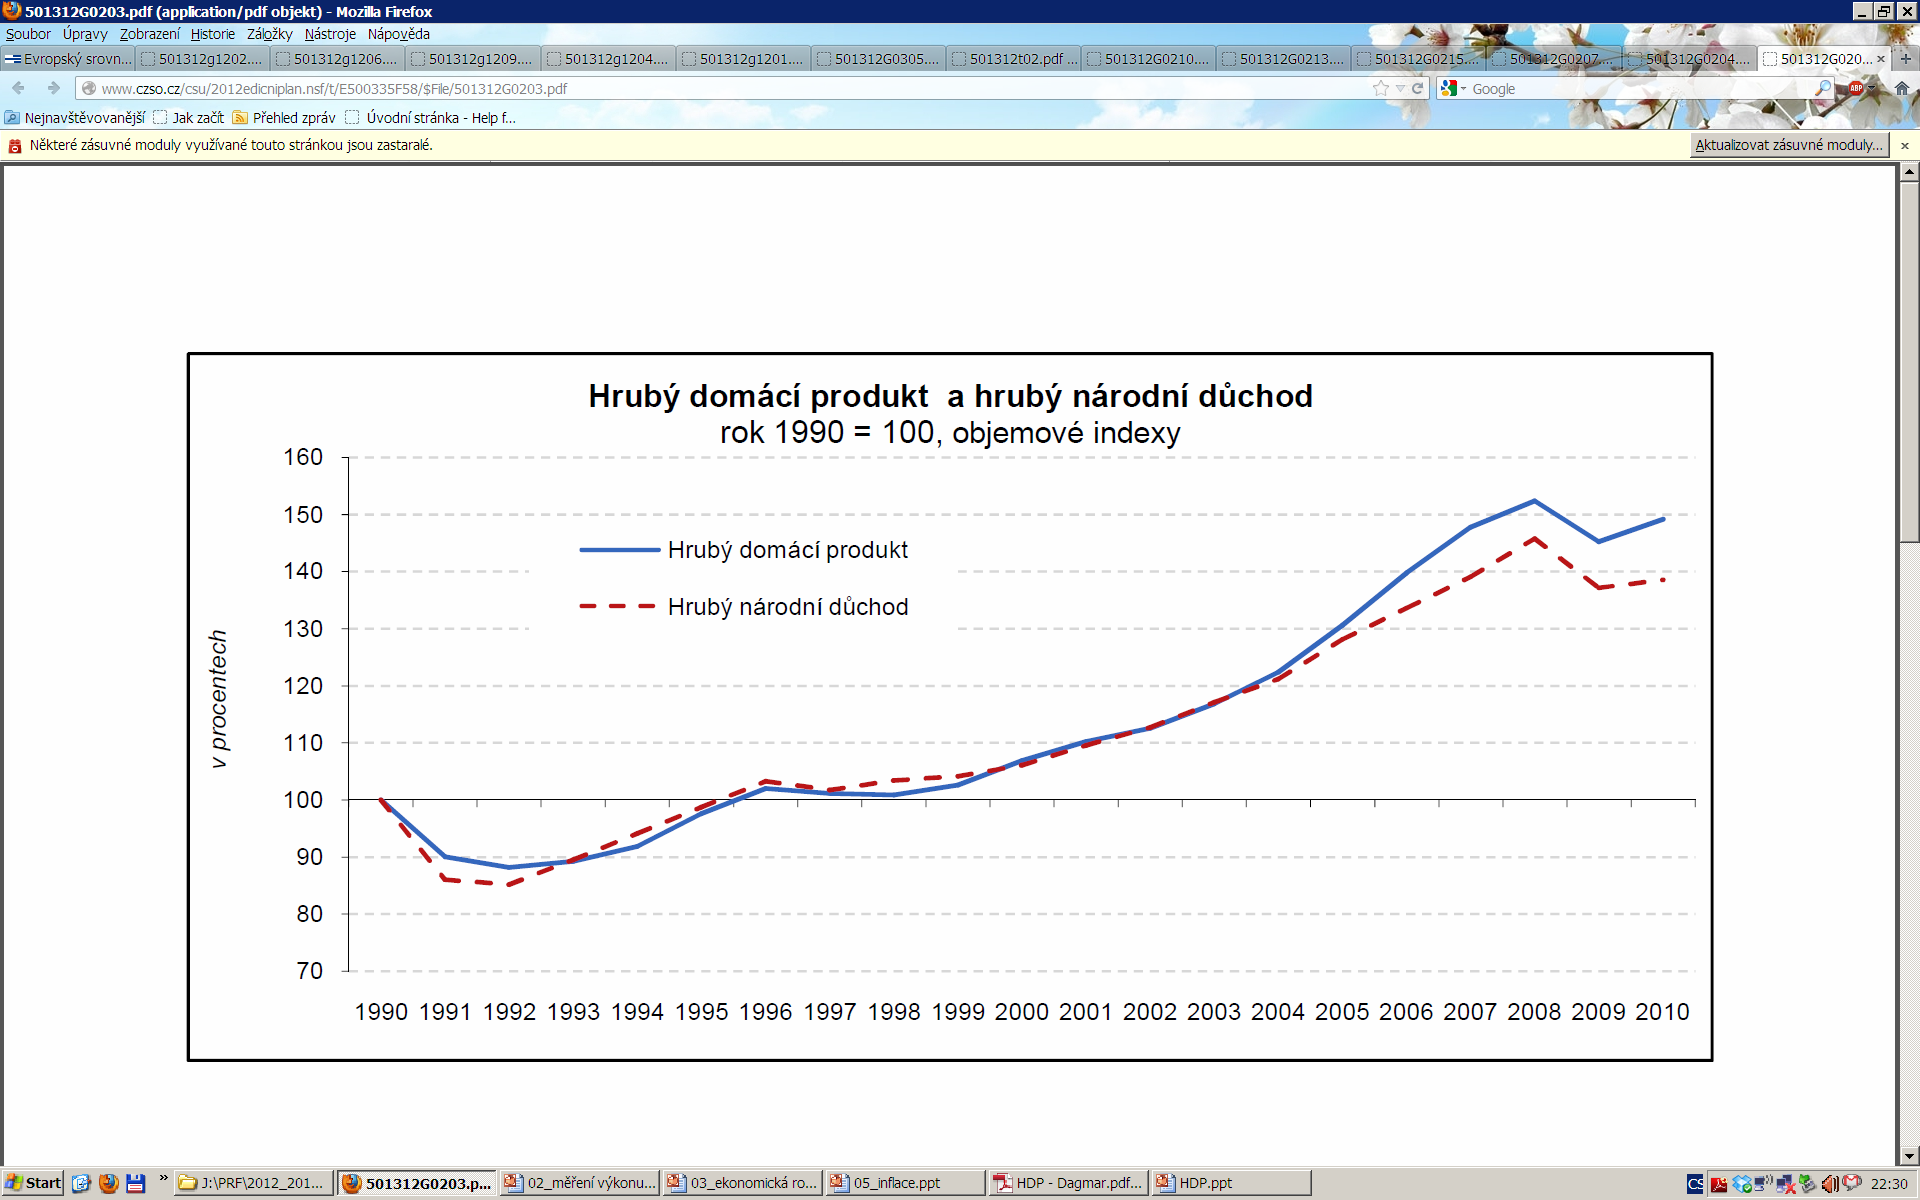 501312G0203.pdf (application/pdf objekt) - Mozilla Firefox
Soubor Úpravy Zobrazení Historie Záložky Nástroje Nápověda
Evropský srovn... 501312g1202.... 501312g1206.... 501312g1209.... 501312g1204.... 501312g1201.... 501312G0305.... 501312t02.pdf ... 501312G0210.... 501312G0213.... 501312G0215.... 501312G0207.... 501312G0204.... 501312G020...
www.czso.cz/csu/2012edicniplan.nsf/t/E500335F58/$File/501312G0203.pdf
Google
ABP
Nejnavštěvovanější Jak začít Přehled zpráv Úvodní stránka - Help f...
Některé zásuvné moduly využívané touto stránkou jsou zastaralé.
Aktualizovat zásuvné moduly...
Hrubý domácí produkt a hrubý národní důchod
rok 1990 = 100, objemové indexy
160
150
140
130
120
110
100
90
80
70
v procentech
Hrubý domácí produkt
Hrubý národní důchod
1990 1991 1992 1993 1994 1995 1996 1997 1998 1999 2000 2001 2002 2003 2004 2005 2006 2007 2008 2009 2010
Start
J:\PRF\2012_201...
501312G0203.p...
02_měření výkonu...
03_ekonomická ro...
05_inflace.ppt
HDP - Dagmar.pdf...
HDP.ppt
CS
22:30